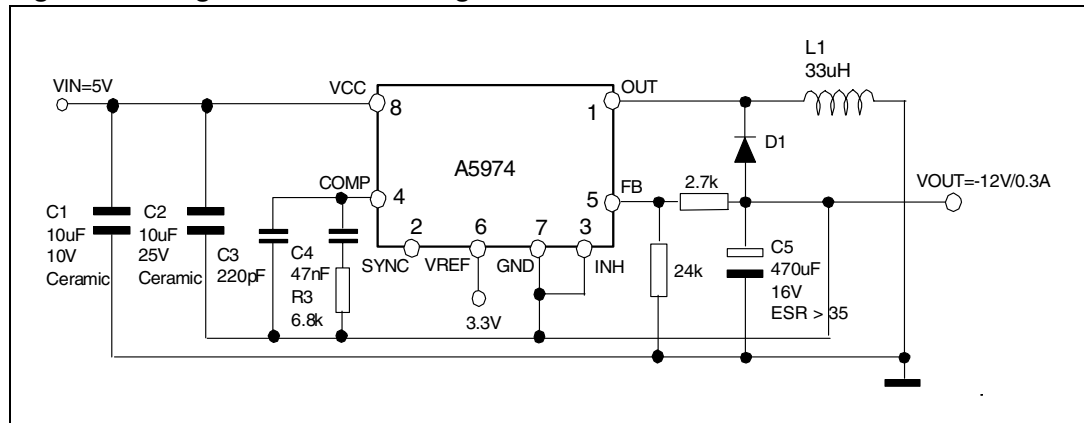 L1
33uH
VIN=5V
VCC
OUT
8
1
D1
A5974
COMP
FB
2.7k
VOUT=-12V/0.3A
4
5
C1
10uF
10V
Ceramic
C2
10uF
25V
Ceramic
C3
220pF
C4
47nF
R3
6.8k
2
6
7
3
SYNC
VREF
GND
INH
3.3V
24k
C5
470uF
16V
ESR > 35